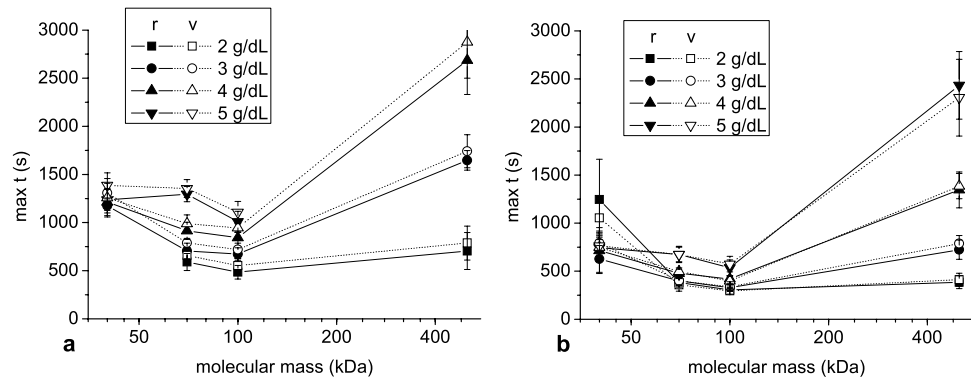 3000
2500
2000
1500
1000
500
0
max t (s)
r v
2 g/dL
3 g/dL
4 g/dL
5 g/dL
50 100 200 400
a
molecular mass (kDa)
3000
2500
2000
1500
1000
500
0
max t (s)
r v
2 g/dL
3 g/dL
4 g/dL
5 g/dL
50 100 200 400
b
molecular mass (kDa)